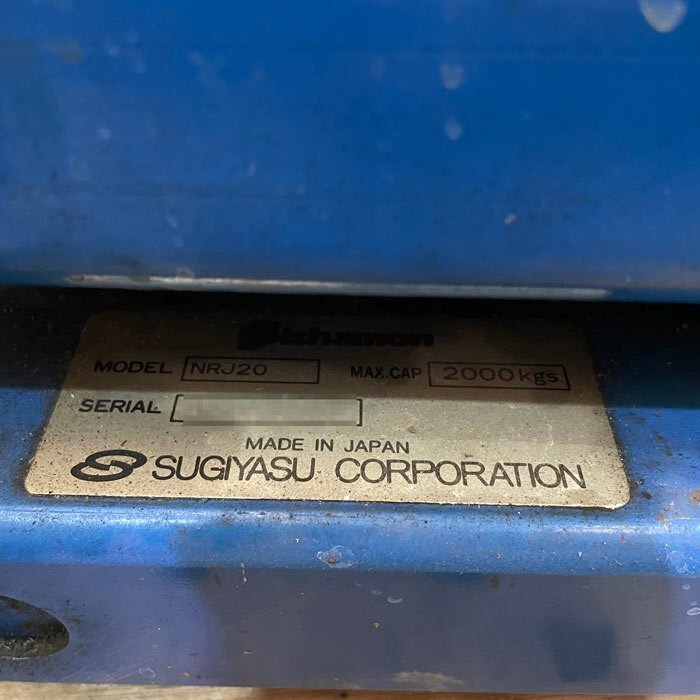 Bishamon
MODEL NRJ20 MAX.CAP 2000kgs
SERIAL
MADE IN JAPAN
SUGIYASU CORPORATION